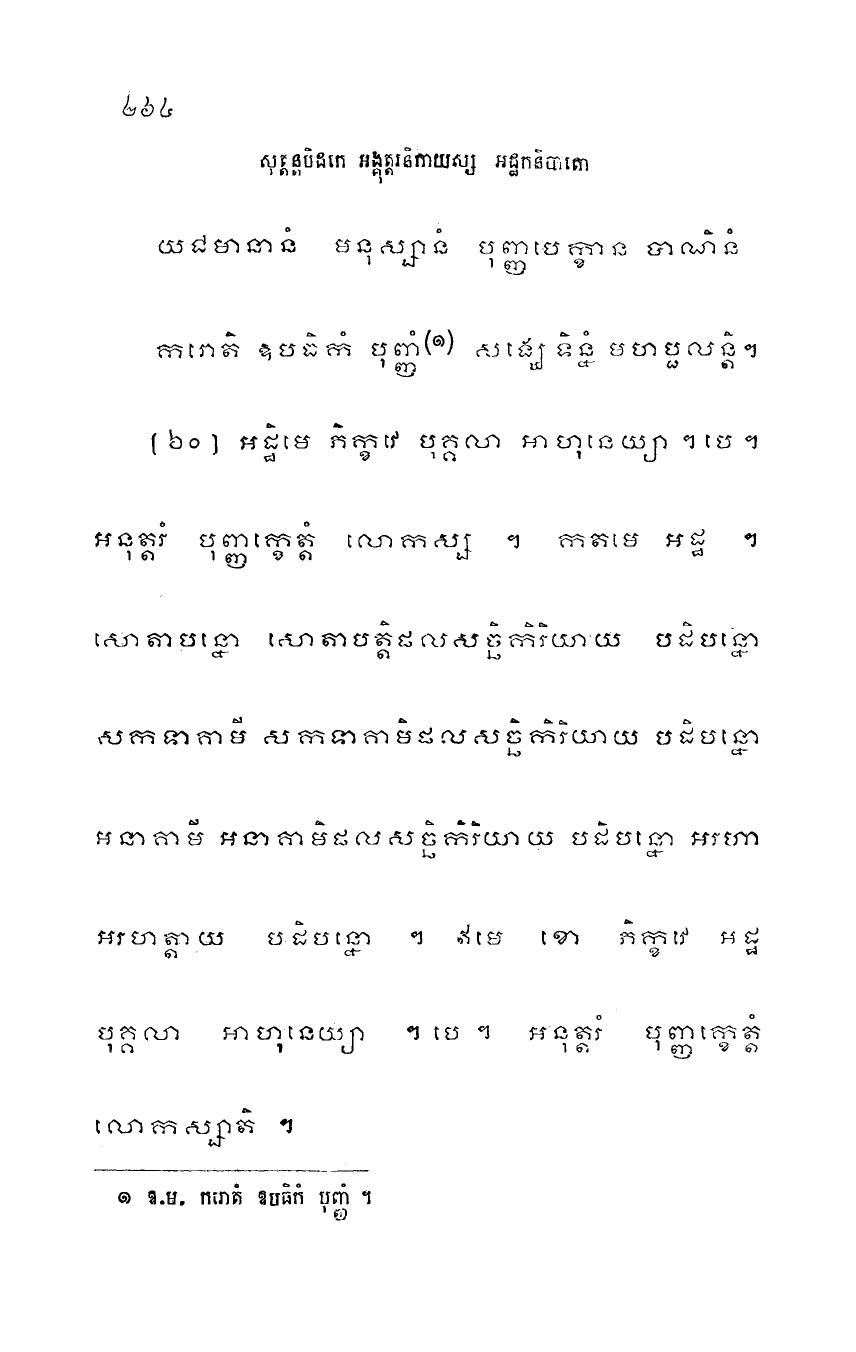 ២៦៤
សុត្តន្តបិដកេ អង្គុត្តរនិកាយស្ស អដ្ឋកនិបាតោ
យជមានានំ មនុស្សានំ បុញ្ញបេក្ខាន បាណិនំ
ករោតិ ឧបធិកំ បុញ្ញំ(១) សង្ឃេ ទិន្នំ មហប្ផលន្តិ។
(៦០) អដ្ឋិមេ ភិក្ខវេ បុគ្គលា អាហុនេយ្យា ។បេ។
អនុត្តរំ បុញ្ញក្ខេត្តំ លោកស្ស ។ កតមេ អដ្ឋ ។
សោតាបន្នោ សោតាបត្តិផលសច្ឆិកិរិយាយ បដិបន្នោ
សកទាគាមី សកទាគាមិផលសច្ឆិកិរិយាយ បដិបន្នោ
អនាគាមី អនាគាមិផលសច្ឆិកិរិយាយ បដិបន្នោ អរហា
អរហត្តាយ បដិបន្នោ ។ ឥមេ ខោ ភិក្ខវេ អដ្ឋ
បុគ្គលា អាហុនេយ្យា ។បេ។ អនុត្តរំ បុញ្ញក្ខេត្តំ
លោកស្សាតិ ។
១ ឱ.ម. ករោតំ ឱបធិកំ បុញ្ញំ ។